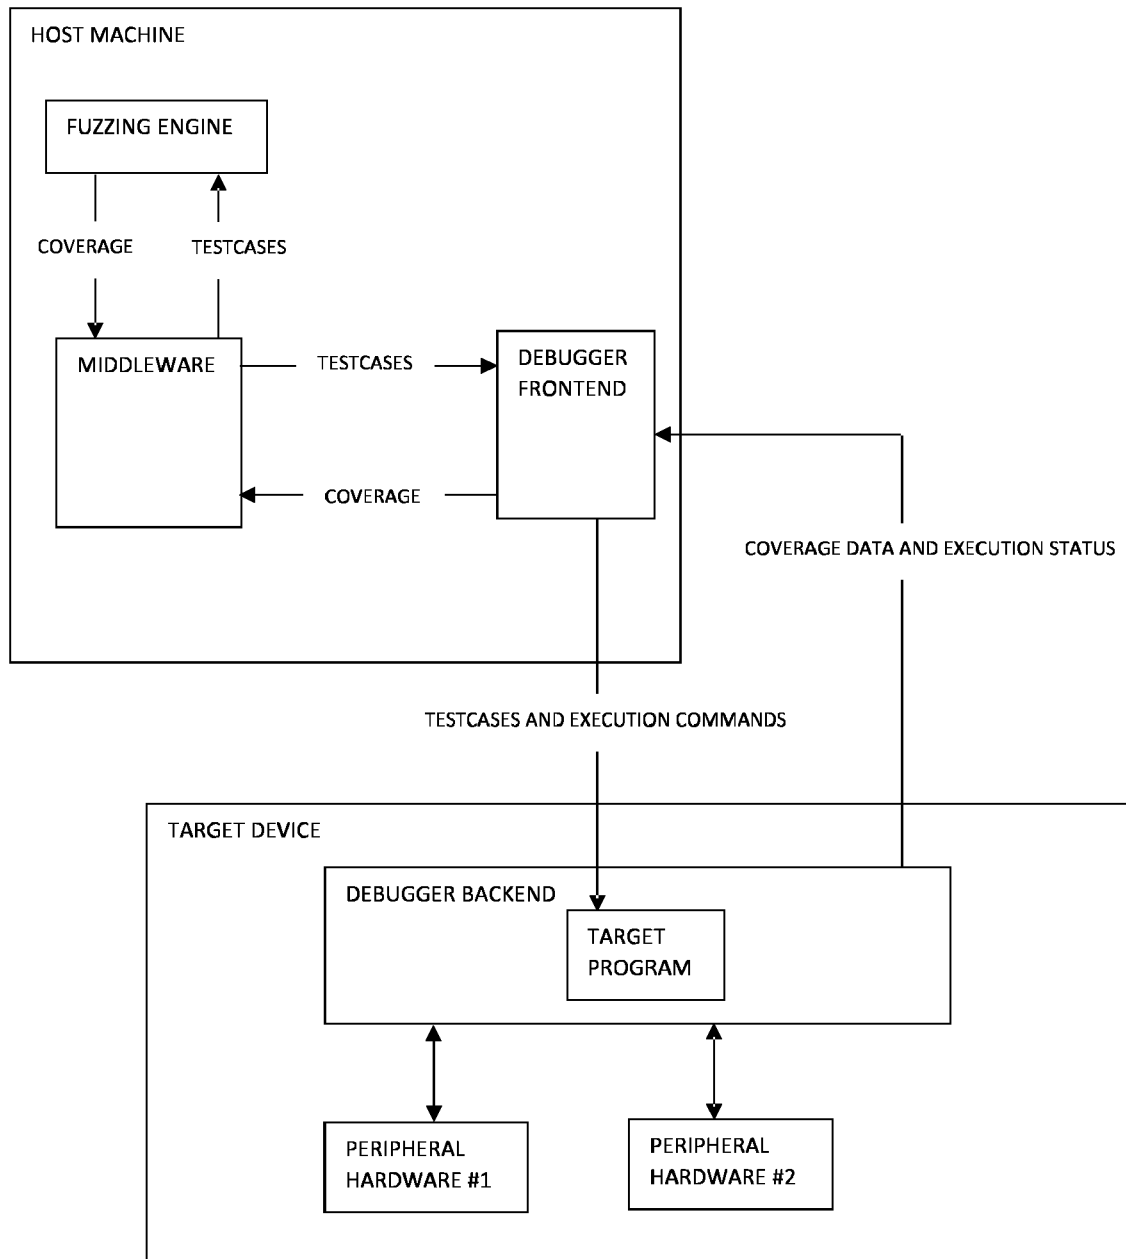 HOST MACHINE
FUZZING ENGINE
COVERAGE
TESTCASES
MIDDLEWARE
TESTCASES
DEBUGGER
FRONTEND
COVERAGE
COVERAGE DATA AND EXECUTION STATUS
TESTCASES AND EXECUTION COMMANDS
TARGET DEVICE
DEBUGGER BACKEND
TARGET
PROGRAM
PERIPHERAL
HARDWARE #1
PERIPHERAL
HARDWARE #2